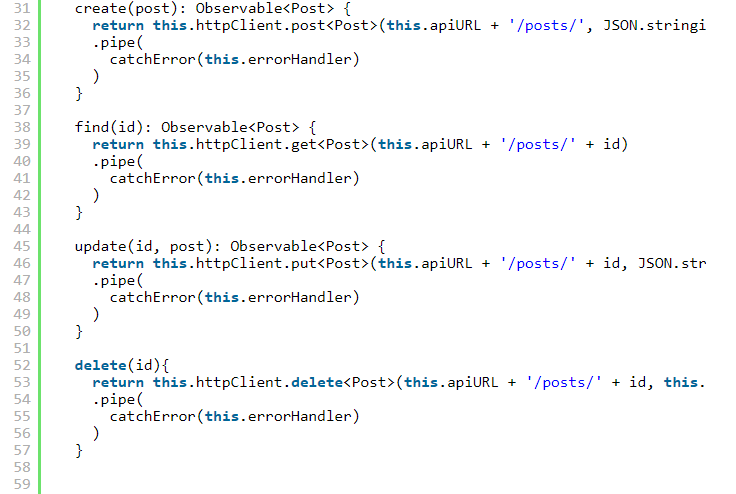 31 create(post): Observable<Post> {
32 return this.httpClient.post<Post>(this.apiURL + '/posts/', JSON.stringi
33 .pipe(
34 catchError(this.errorHandler)
35 )
36 }
37
38 find(id): Observable<Post> {
39 return this.httpClient.get<Post>(this.apiURL + '/posts/' + id)
40 .pipe(
41 catchError(this.errorHandler)
42 )
43 }
44
45 update(id, post): Observable<Post> {
46 return this.httpClient.put<Post>(this.apiURL + '/posts/' + id, JSON.str
47 .pipe(
48 catchError(this.errorHandler)
49 )
50 }
51
52 delete(id){
53 return this.httpClient.delete<Post>(this.apiURL + '/posts/' + id, this.
54 .pipe(
55 catchError(this.errorHandler)
56 )
57 }
58
59